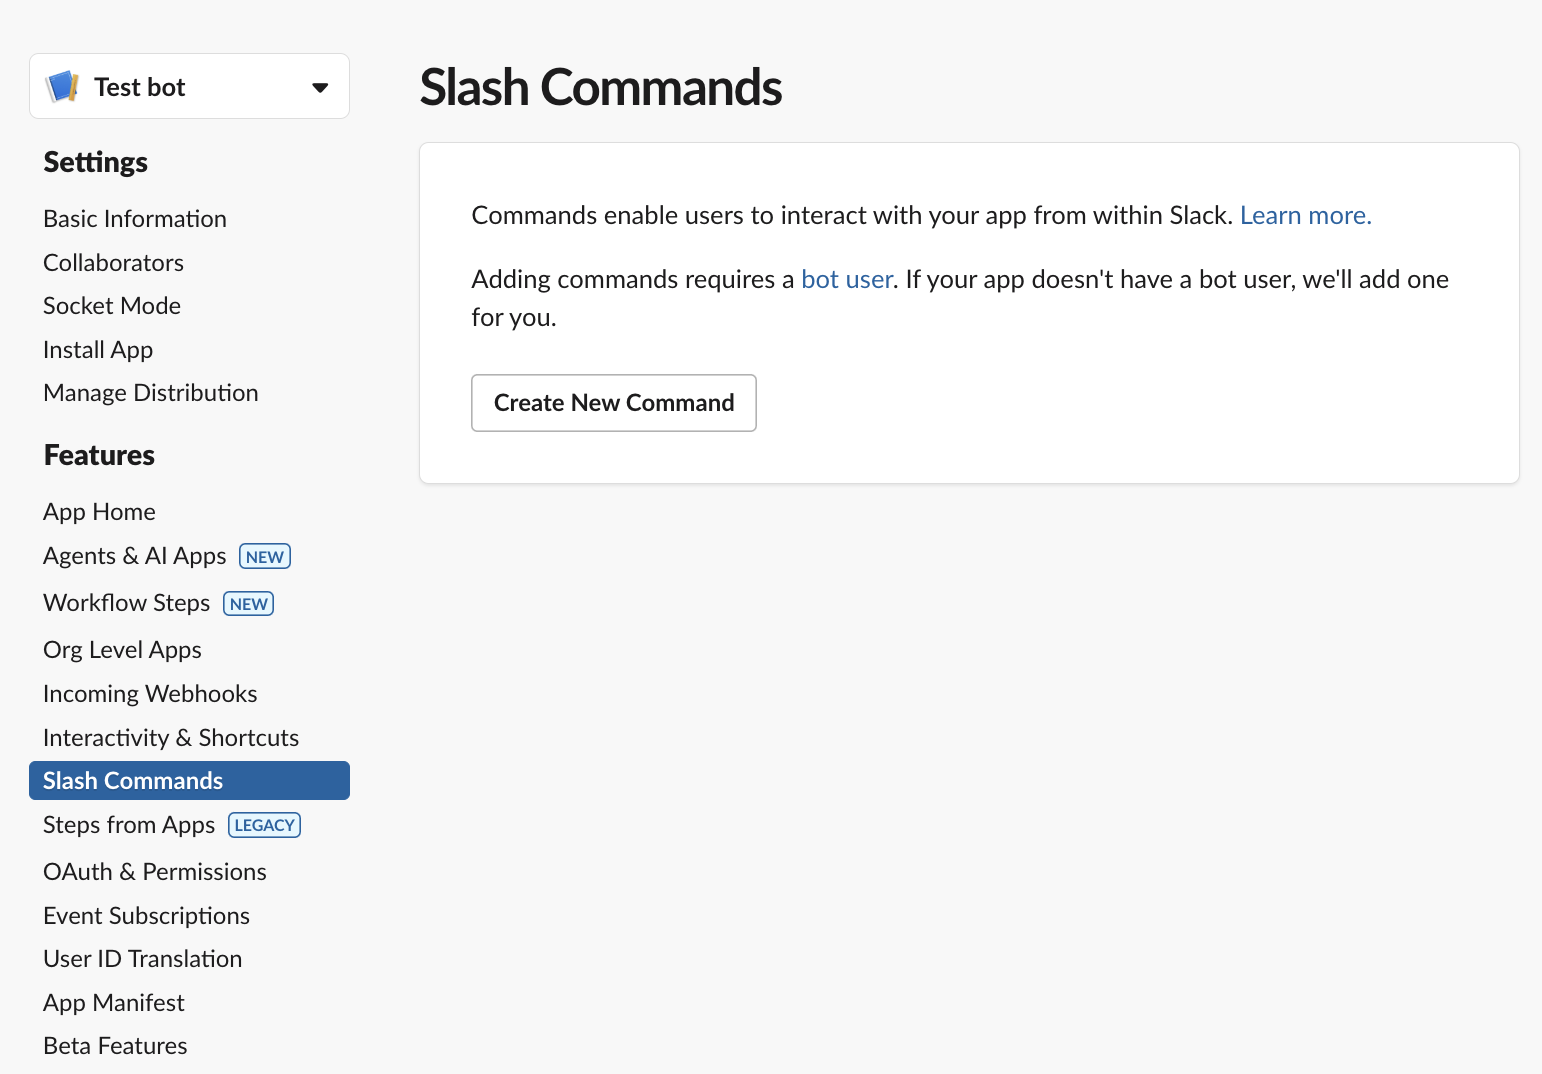 Test bot
Settings
Basic Information
Collaborators
Socket Mode
Install App
Manage Distribution
Features
App Home
Agents & AI Apps NEW
Workflow Steps NEW
Org Level Apps
Incoming Webhooks
Interactivity & Shortcuts
Slash Commands
Steps from Apps LEGACY
OAuth & Permissions
Event Subscriptions
User ID Translation
App Manifest
Beta Features
Slash Commands
Commands enable users to interact with your app from within Slack. Learn more.
Adding commands requires a bot user. If your app doesn't have a bot user, we'll add one
for you.
Create New Command